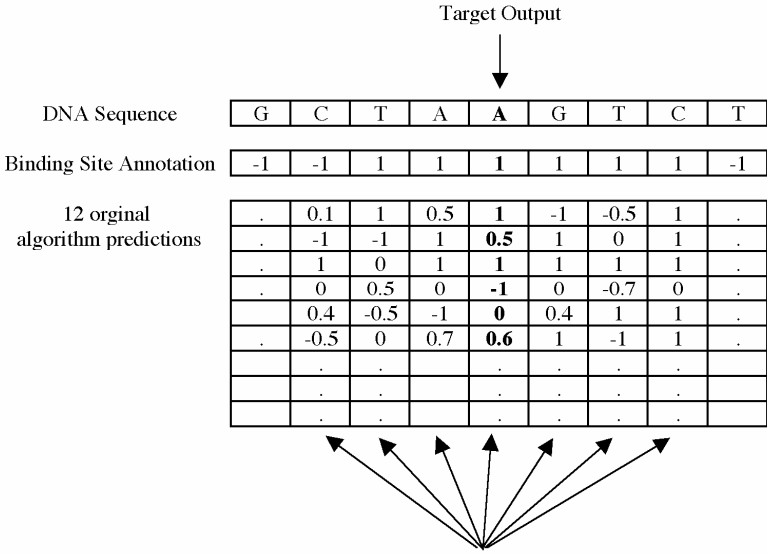 Target Output
DNA Sequence G C T A A G T C T
Binding Site Annotation -1 -1 1 1 1 1 1 1 -1
12 orginal . 0.1 1 0.5 1 -1 -0.5 1 .
algorithm predictions . -1 -1 1 0.5 1 0 1 .
. 1 0 1 1 1 1 1 .
. 0 0.5 0 -1 0 -0.7 0 .
0.4 -0.5 -1 0 0.4 1 1 .
. -0.5 0 0.7 0.6 1 -1 1 .
. . . . .
. . . . .
. . . . .